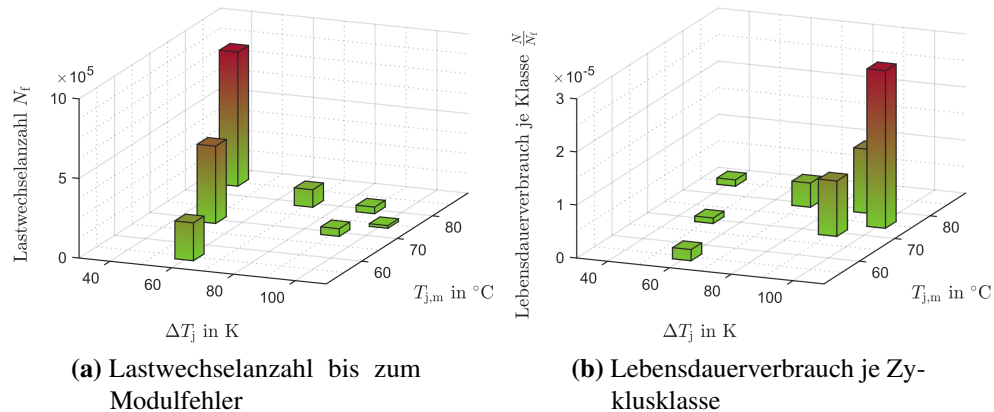 Lastwechselanzahl N_f
×10^5
10
5
0
40
60
80
100
60
70
80
ΔT_j in K
T_j,m in °C
(a) Lastwechselanzahl bis zum
Modulfehler
Lebensdauerverbrauch je Klasse N/N_f
×10^-5
3
2
1
0
40
60
80
100
60
70
80
ΔT_j in K
T_j,m in °C
(b) Lebensdauerverbrauch je Zy-
klusklasse